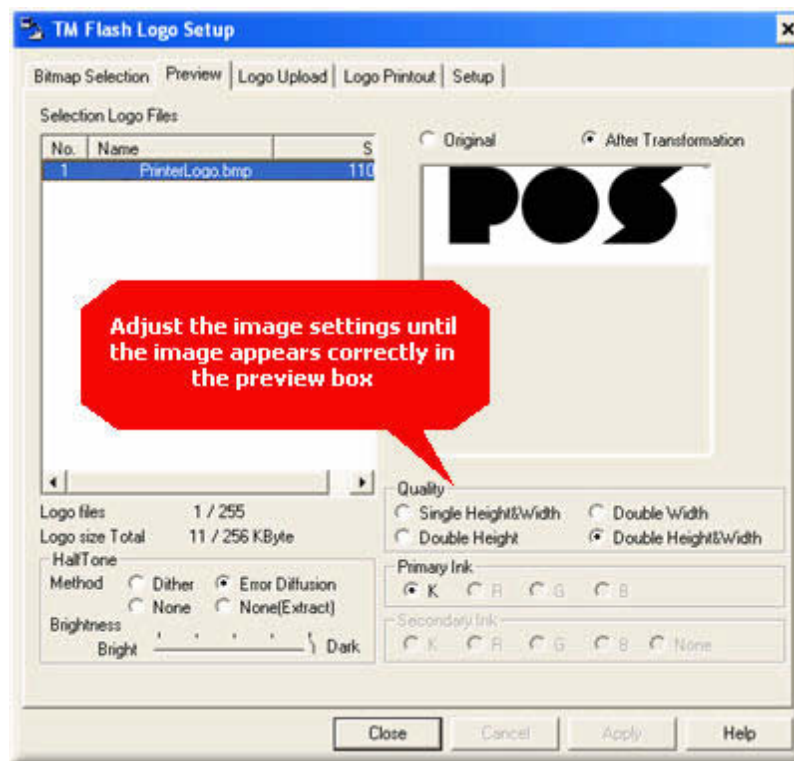 TM Flash Logo Setup
Bitmap Selection Preview Logo Upload Logo Printout Setup
Selection Logo Files
No. Name S
1 PrinterLogo.bmp 110
Original After Transformation
POS
Adjust the image settings until
the image appears correctly in
the preview box
Logo files 1 / 255
Logo size Total 11 / 256 KByte
HalfTone
Method Dither Error Diffusion
None None(Extract)
Brightness
Bright Dark
Quality
Single Height&Width Double Width
Double Height Double Height&Width
Primary Ink
K R G B
Secondary Ink
K R G B None
Close Cancel Apply Help